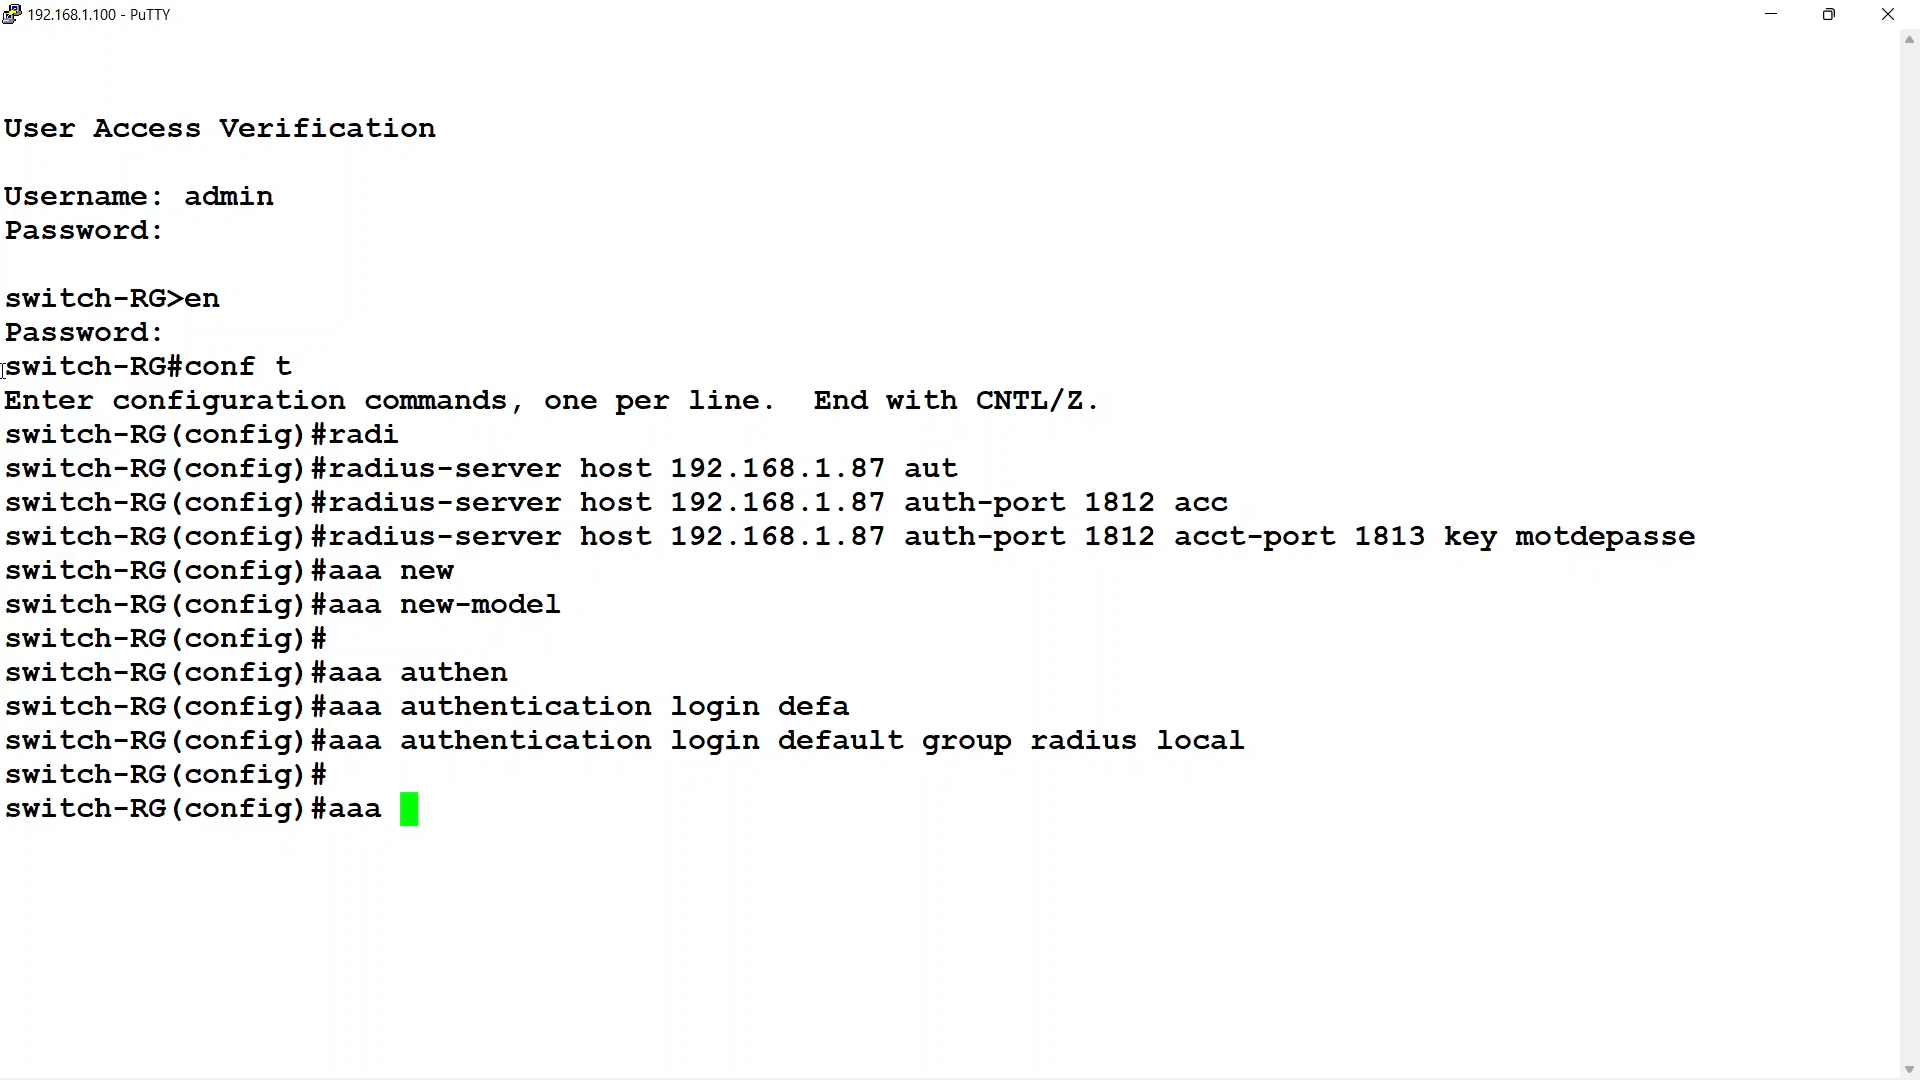 192.168.1.100 - PuTTY
User Access Verification
Username: admin
Password:
switch-RG>en
Password:
switch-RG#conf t
Enter configuration commands, one per line.  End with CNTL/Z.
switch-RG(config)#radi
switch-RG(config)#radius-server host 192.168.1.87 aut
switch-RG(config)#radius-server host 192.168.1.87 auth-port 1812 acc
switch-RG(config)#radius-server host 192.168.1.87 auth-port 1812 acct-port 1813 key motdepasse
switch-RG(config)#aaa new
switch-RG(config)#aaa new-model
switch-RG(config)#
switch-RG(config)#aaa authen
switch-RG(config)#aaa authentication login defa
switch-RG(config)#aaa authentication login default group radius local
switch-RG(config)#
switch-RG(config)#aaa